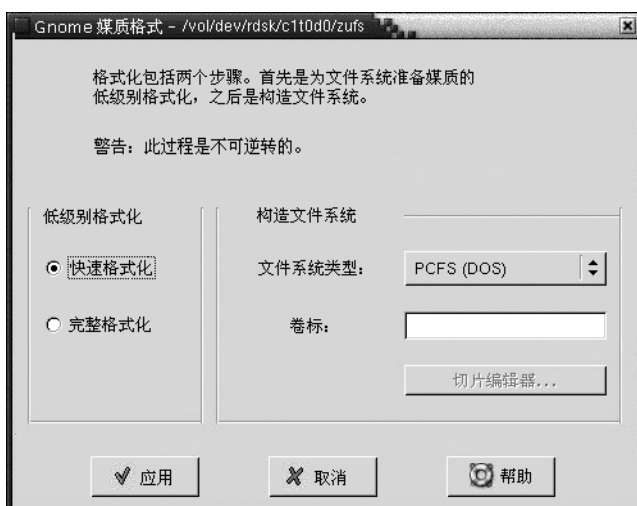 Gnome 媒质格式 - /vol/dev/rdsk/c1t0d0/zufs
格式化包括两个步骤。首先是为文件系统准备媒质的
低级别格式化，之后是构造文件系统。
警告：此过程是不可逆转的。
低级别格式化
构造文件系统
快速格式化
文件系统类型：
PCFS (DOS)
完整格式化
卷标：
切片编辑器...
应用
取消
帮助